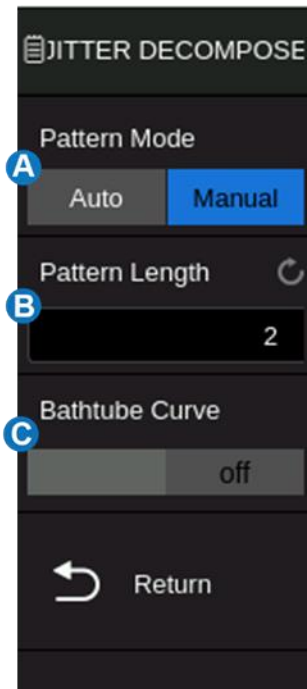 JITTER DECOMPOSE
Pattern Mode
A
Auto Manual
Pattern Length
B
2
Bathtube Curve
C
off
Return